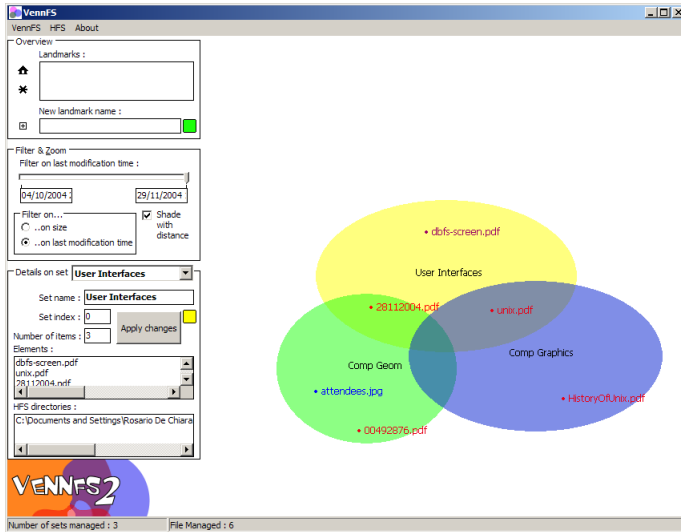 VennFS
VennFS HFS About
Overview
Landmarks :
New landmark name :
Filter & Zoom
Filter on last modification time :
04/10/2004
29/11/2004
Filter on...
..on size
..on last modification time
Shade
with
distance
Details on set User Interfaces
Set name : User Interfaces
Set index : 0
Number of items : 3
Apply changes
Elements :
dbfs-screen.pdf
unix.pdf
28112004.pdf
HFS directories :
C:\Documents and Settings\Rosario De Chiara
VENNFS2
Number of sets managed : 3
File Managed : 6
dbfs-screen.pdf
User Interfaces
28112004.pdf
unix.pdf
Comp Graphics
Comp Geom
attendees.jpg
HistoryOfUnix.pdf
00492876.pdf